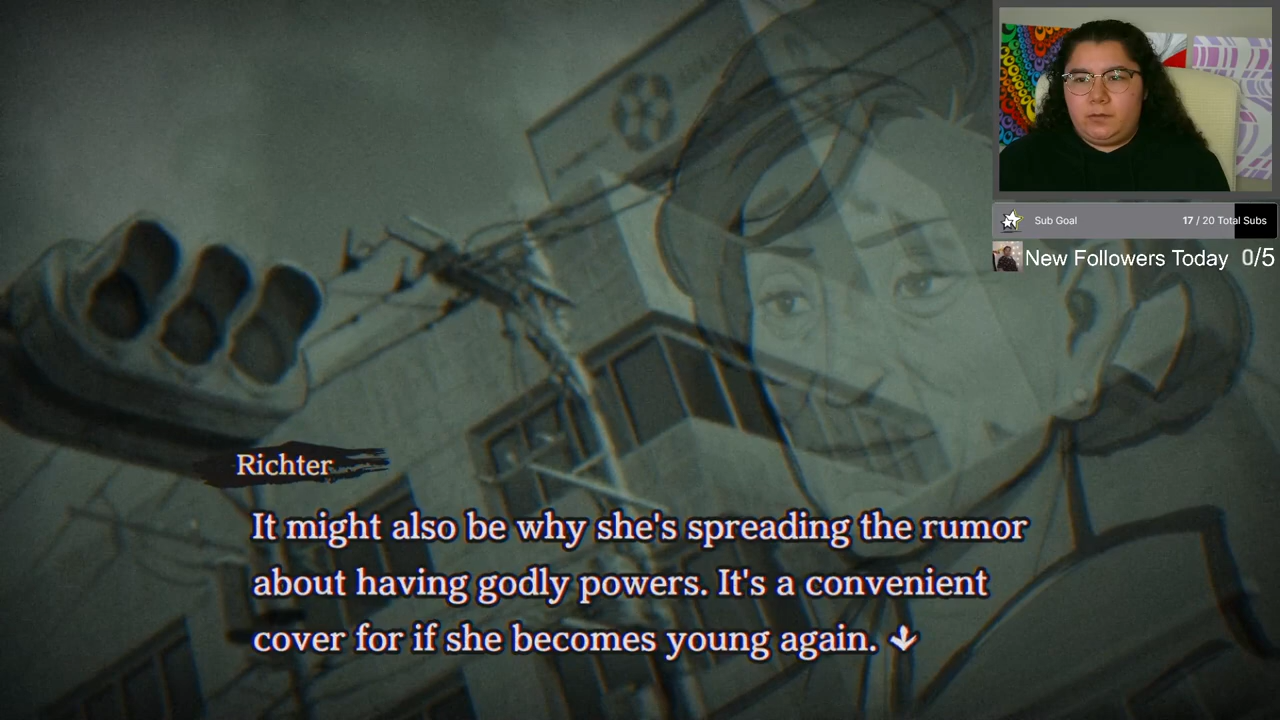 Sub Goal 17 / 20 Total Subs
New Followers Today 0/5
Richter
It might also be why she's spreading the rumor
about having godly powers. It's a convenient
cover for if she becomes young again.